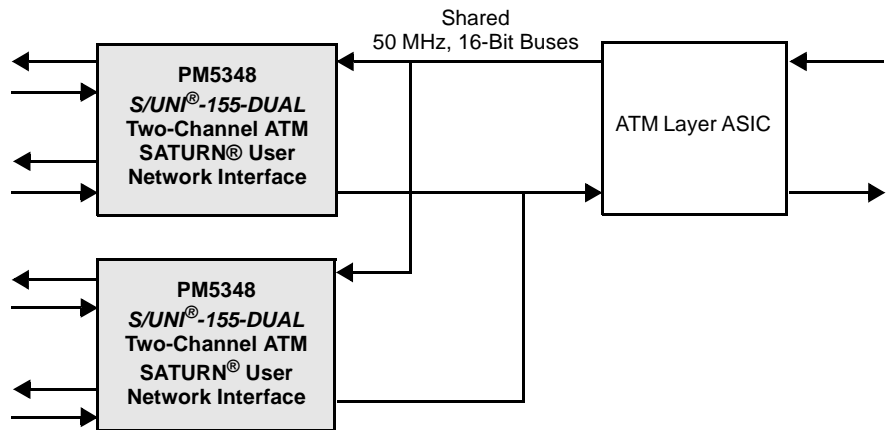 Shared
50 MHz, 16-Bit Buses
PM5348
S/UNI®-155-DUAL
Two-Channel ATM
SATURN® User
Network Interface
ATM Layer ASIC
PM5348
S/UNI®-155-DUAL
Two-Channel ATM
SATURN® User
Network Interface